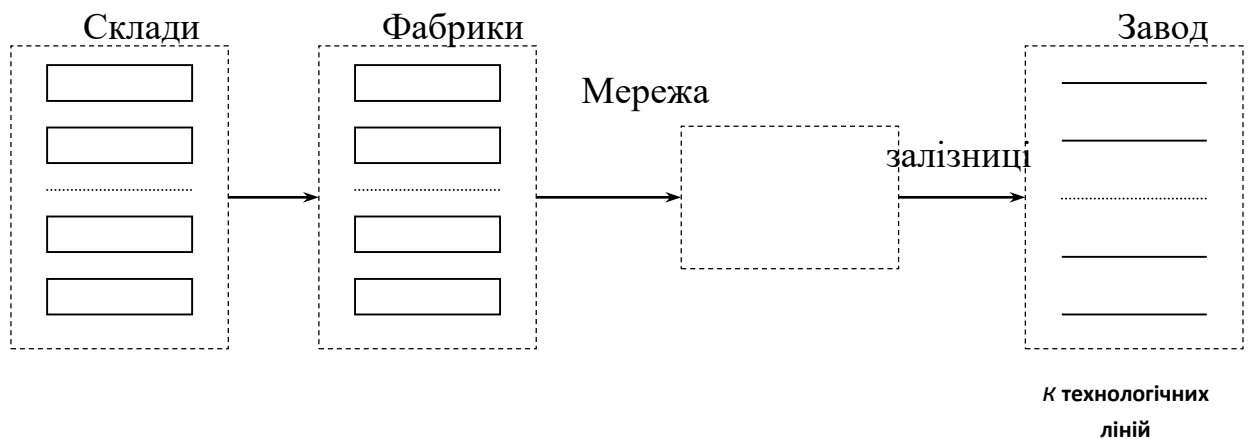 Склади
Фабрики
Завод
Мережа
залізниці
К технологічних
ліній